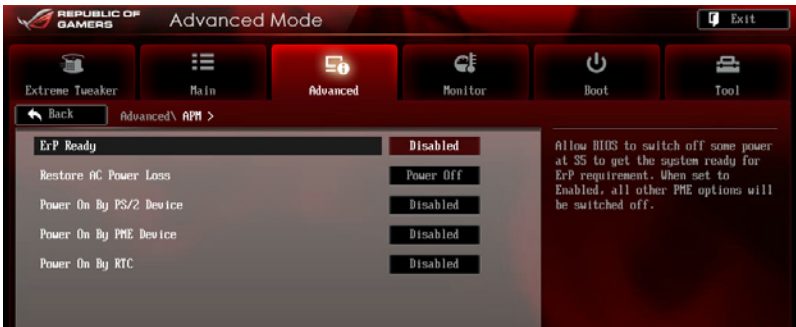 REPUBLIC OF
GAMERS
Advanced Mode
Exit
Extreme Tweaker
Main
Advanced
Monitor
Boot
Tool
Back
Advanced\ APM >
ErP Ready
Disabled
Restore AC Power Loss
Power Off
Power On By PS/2 Device
Disabled
Power On By PME Device
Disabled
Power On By RTC
Disabled
Allow BIOS to switch off some power
at S5 to get the system ready for
ErP requirement. When set to
Enabled, all other PME options will
be switched off.